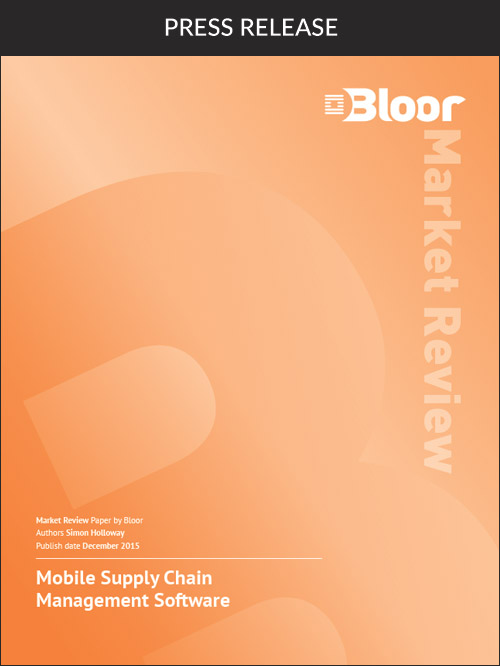 PRESS RELEASE
Bloor
Market Review
Market Review Paper by Bloor
Authors Simon Holloway
Publish date December 2015
Mobile Supply Chain
Management Software